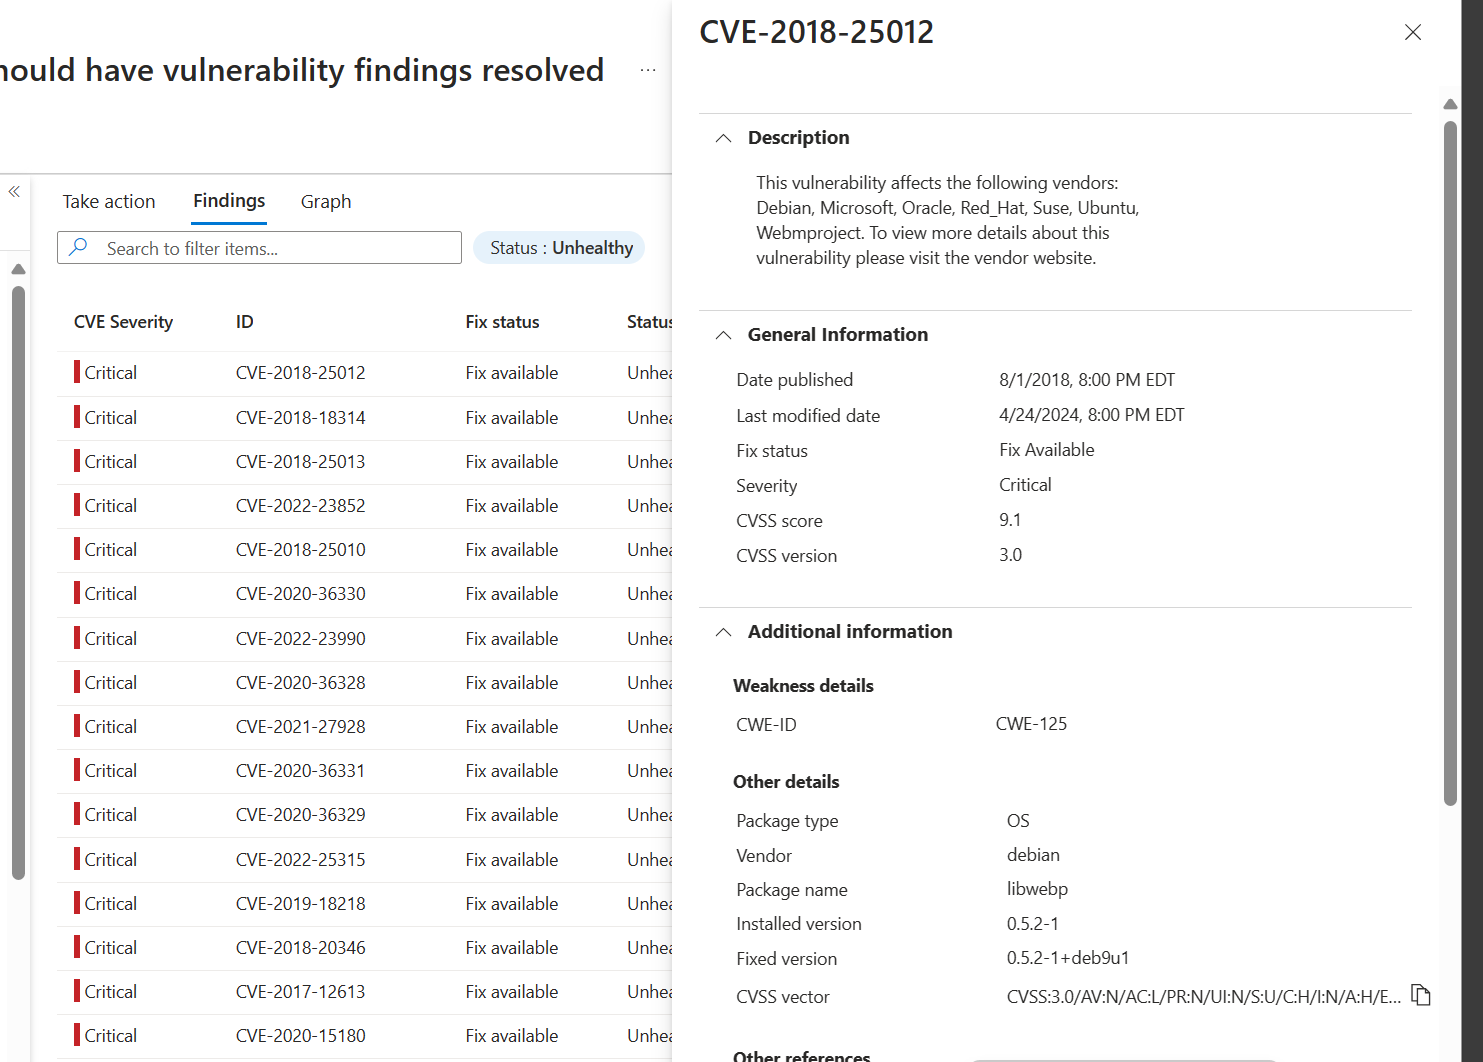 hould have vulnerability findings resolved
...
Take action Findings Graph
Search to filter items...
Status : Unhealthy
CVE Severity ID Fix status Status
Critical CVE-2018-25012 Fix available Unhea
Critical CVE-2018-18314 Fix available Unhea
Critical CVE-2018-25013 Fix available Unhea
Critical CVE-2022-23852 Fix available Unhea
Critical CVE-2018-25010 Fix available Unhea
Critical CVE-2020-36330 Fix available Unhea
Critical CVE-2022-23990 Fix available Unhea
Critical CVE-2020-36328 Fix available Unhea
Critical CVE-2021-27928 Fix available Unhea
Critical CVE-2020-36331 Fix available Unhea
Critical CVE-2020-36329 Fix available Unhea
Critical CVE-2022-25315 Fix available Unhea
Critical CVE-2019-18218 Fix available Unhea
Critical CVE-2018-20346 Fix available Unhea
Critical CVE-2017-12613 Fix available Unhea
Critical CVE-2020-15180 Fix available Unhea
CVE-2018-25012
Description
This vulnerability affects the following vendors:
Debian, Microsoft, Oracle, Red_Hat, Suse, Ubuntu,
Webmproject. To view more details about this
vulnerability please visit the vendor website.
General Information
Date published 8/1/2018, 8:00 PM EDT
Last modified date 4/24/2024, 8:00 PM EDT
Fix status Fix Available
Severity Critical
CVSS score 9.1
CVSS version 3.0
Additional information
Weakness details
CWE-ID CWE-125
Other details
Package type OS
Vendor debian
Package name libwebp
Installed version 0.5.2-1
Fixed version 0.5.2-1+deb9u1
CVSS vector CVSS:3.0/AV:N/AC:L/PR:N/UI:N/S:U/C:H/I:N/A:H/E...
Other references